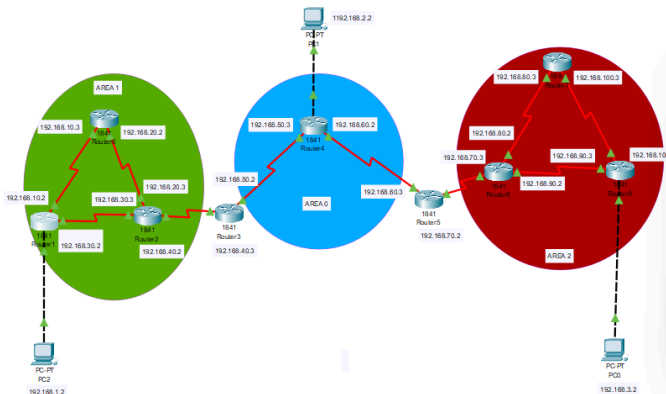 1192.168.2.2
PC-PT
PC1
AREA 1
192.168.10.3
192.168.20.2
1841
192.168.10.2
192.168.30.3
192.168.20.3
1841
Router1
192.168.30.2
1841
Router2
192.168.40.2
192.168.50.3
192.168.60.2
1841
Router4
192.168.50.2
192.168.60.3
AREA 0
1841
Router3
192.168.40.3
1841
Router5
192.168.70.2
192.168.80.3
192.168.100.3
192.168.80.2
192.168.70.3
192.168.90.3
192.168.90.2
1841
AREA 2
PC-PT
PC2
192.168.1.2
PC-PT
PC0
192.168.3.2